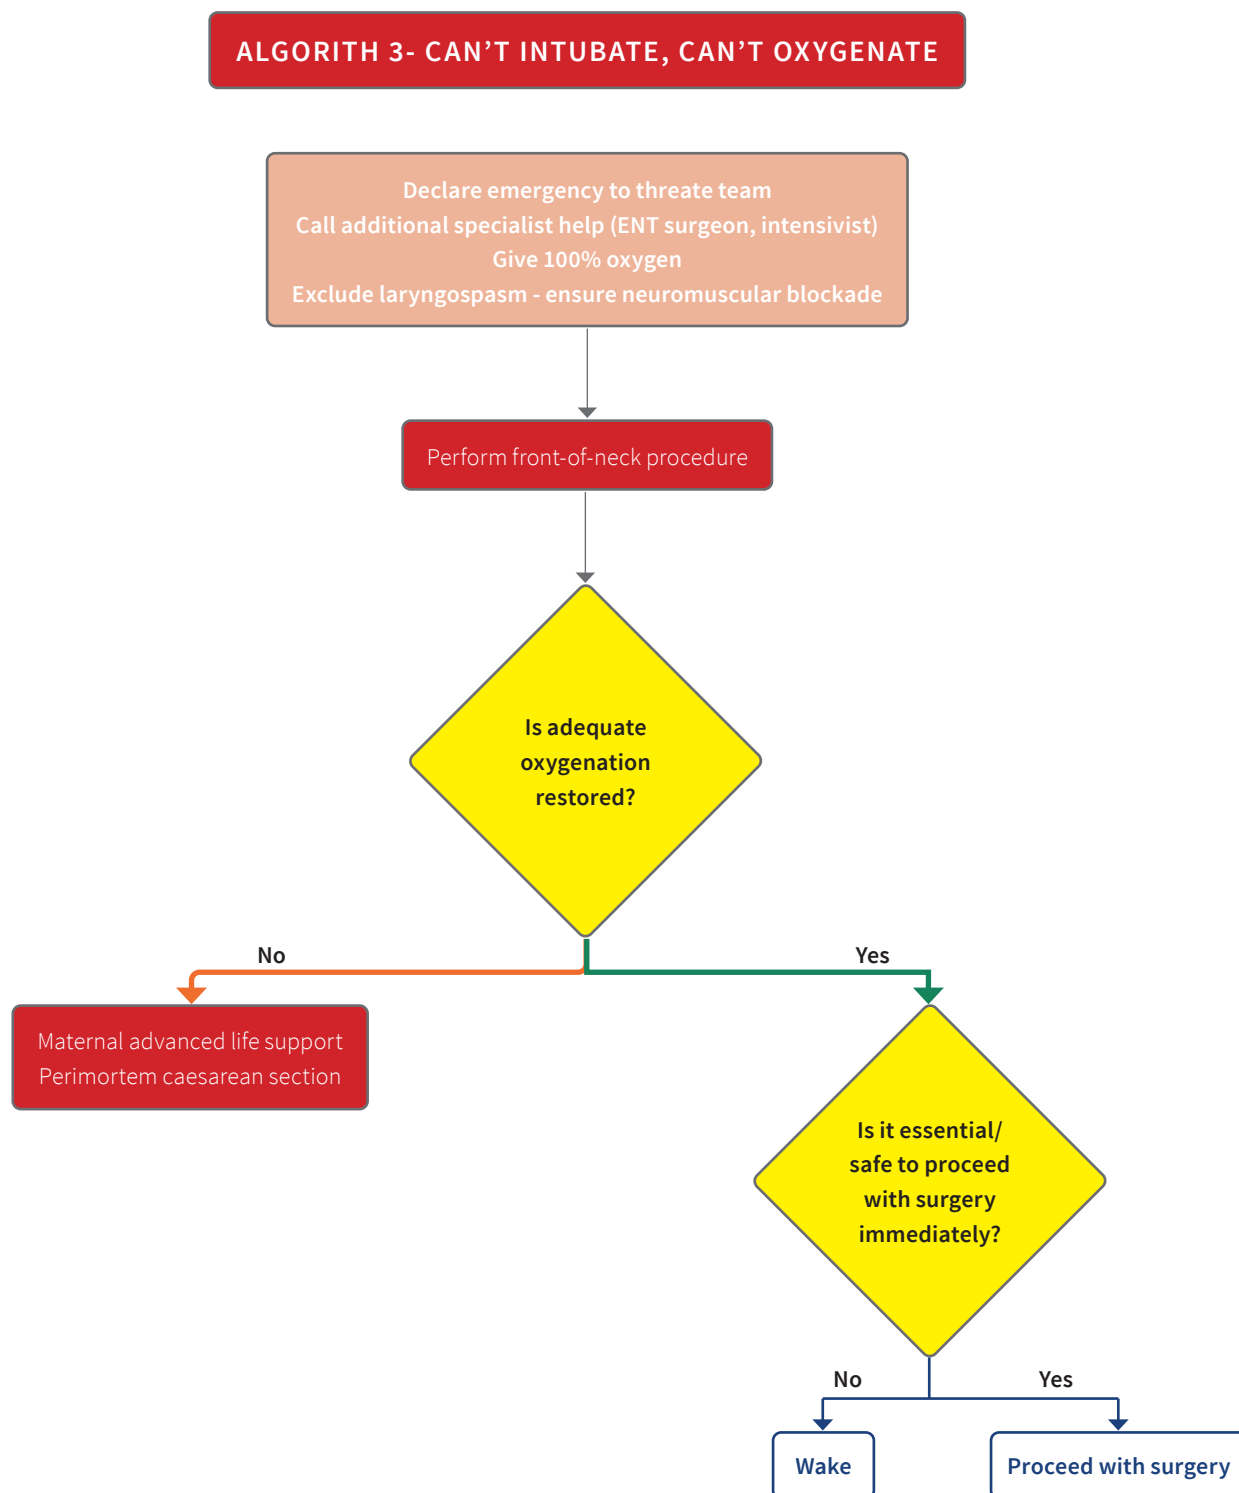 ALGORITH 3- CAN’T INTUBATE, CAN’T OXYGENATE
Declare emergency to threate team
Call additional specialist help (ENT surgeon, intensivist)
Give 100% oxygen
Exclude laryngospasm - ensure neuromuscular blockade
Perform front-of-neck procedure
Is adequate
oxygenation
restored?
No
Yes
Maternal advanced life support
Perimortem caesarean section
Is it essential/
safe to proceed
with surgery
immediately?
No
Yes
Wake
Proceed with surgery